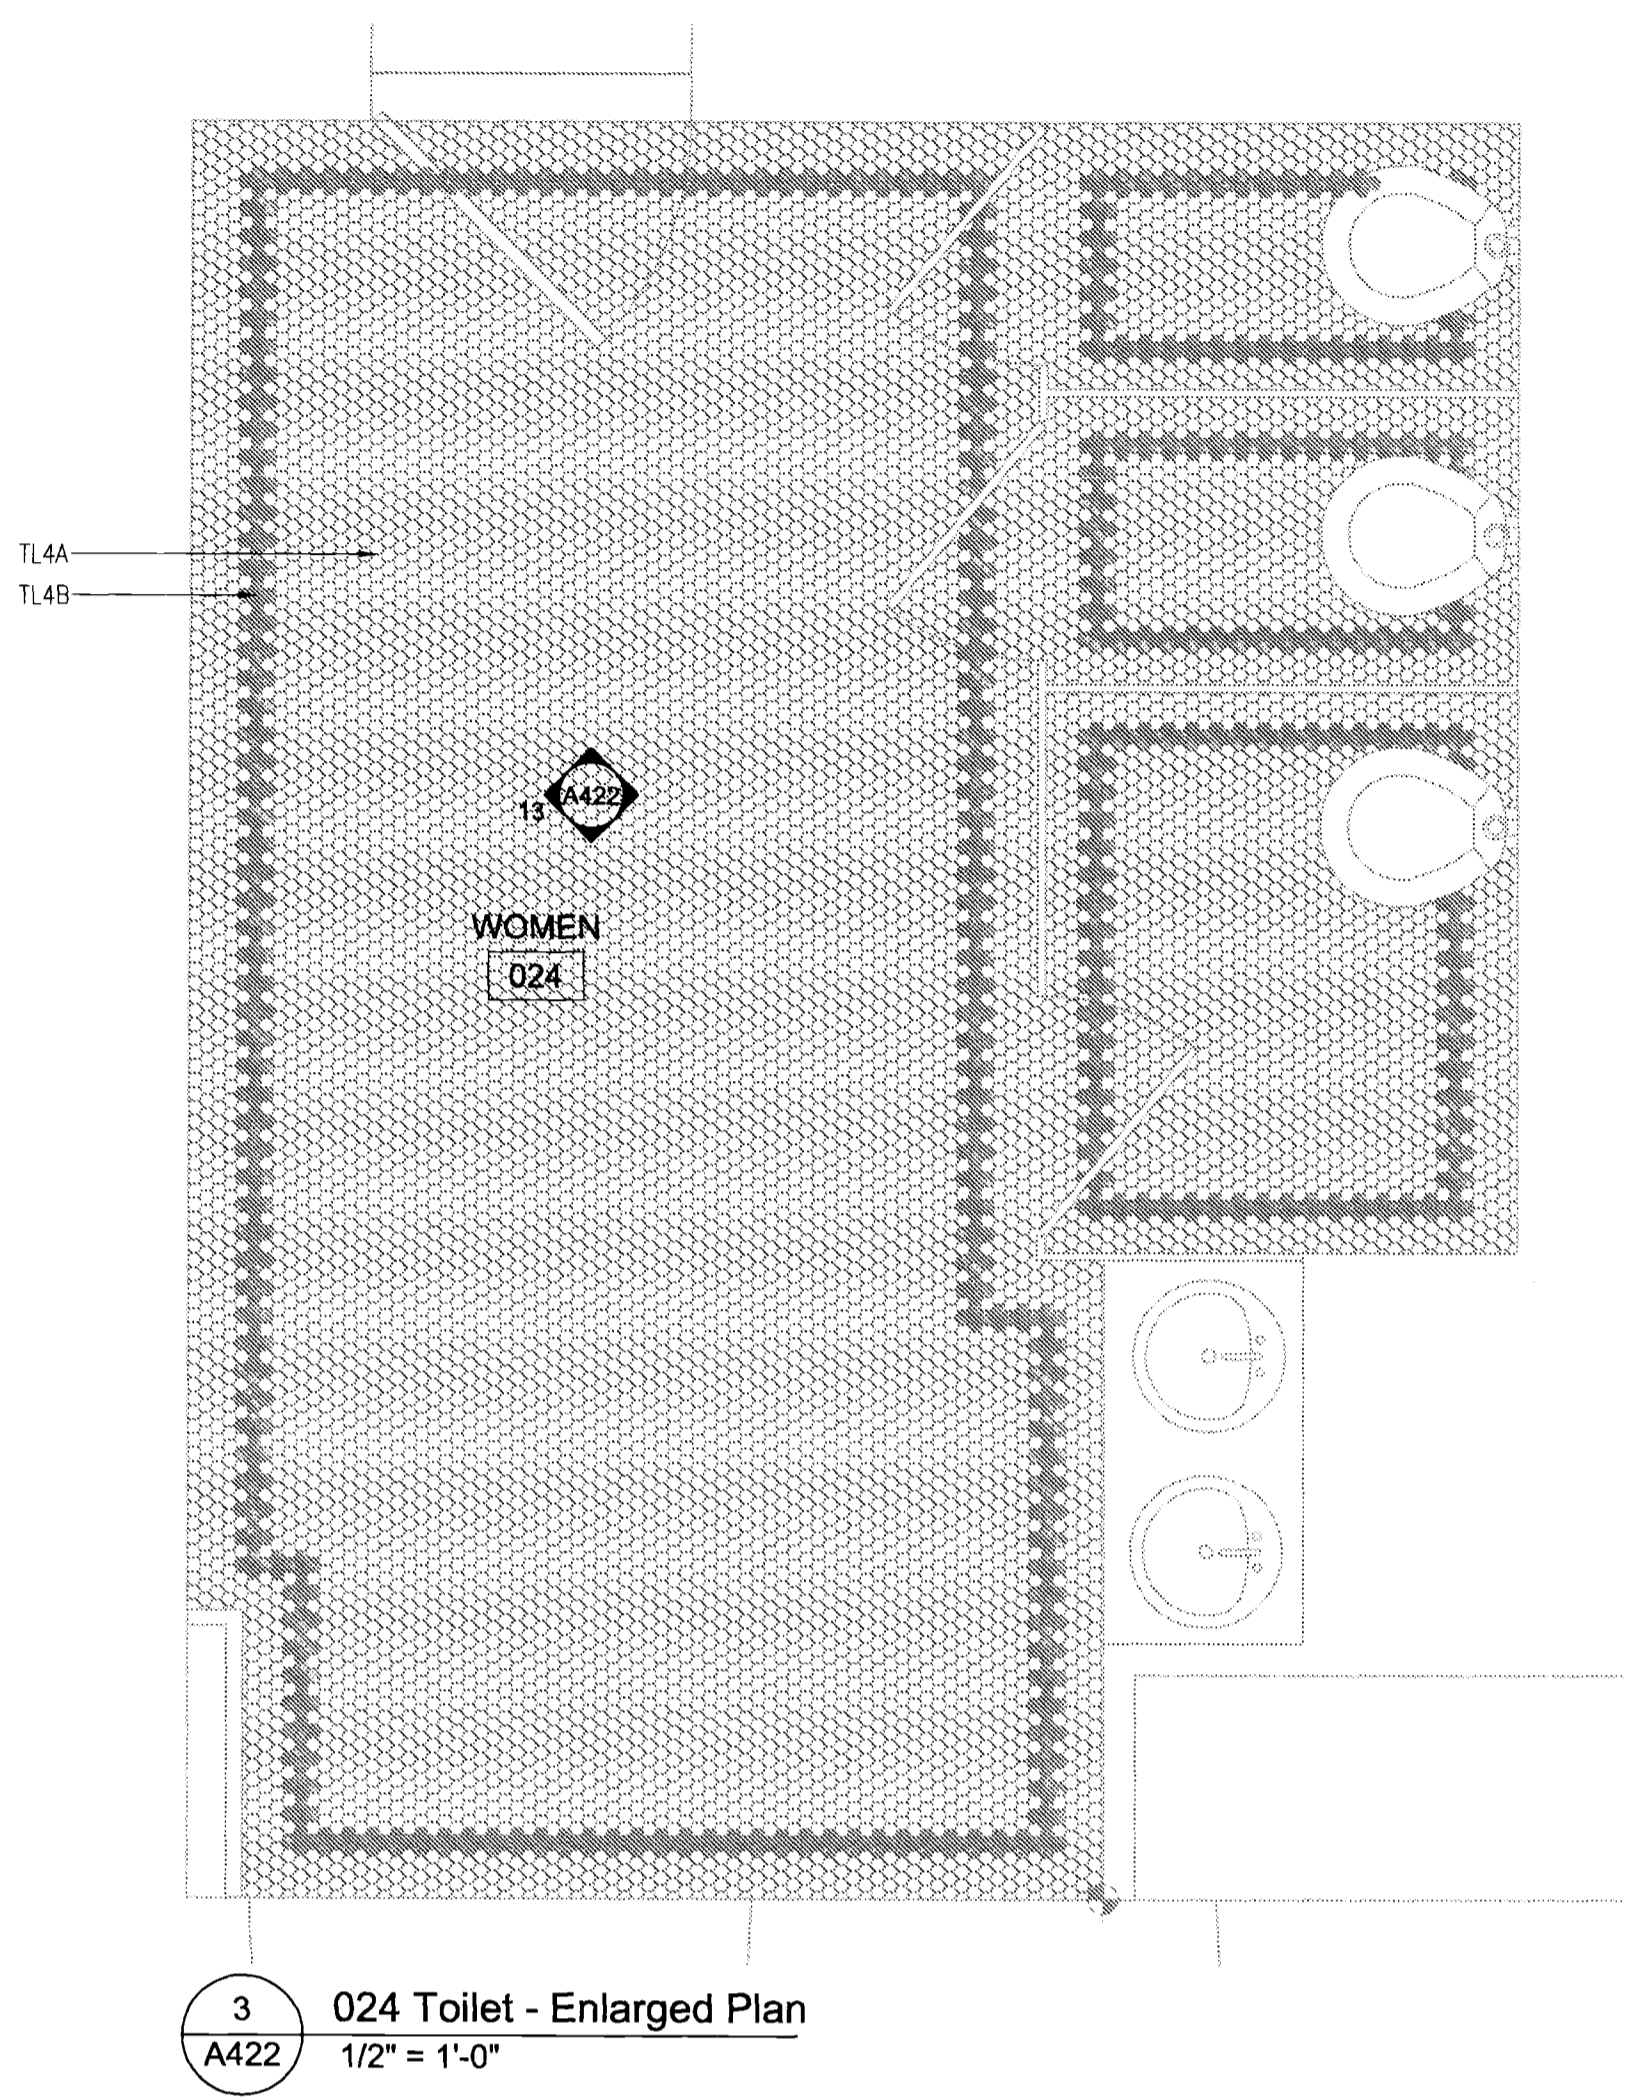 TL4A
TL4B
13
A422
WOMEN
024
3
A422
024 Toilet - Enlarged Plan
1/2" = 1'-0"